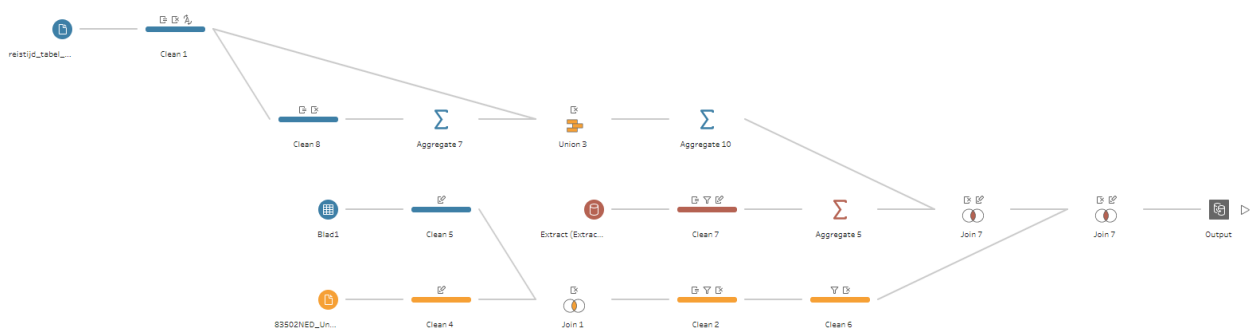 reistijd_tabel_...
Clean 1
Clean 8
Aggregate 7
Union 3
Aggregate 10
Blad1
Clean 5
Extract (Extrac...
Clean 7
Aggregate 5
Join 7
Join 7
Output
83502NED_Un...
Clean 4
Join 1
Clean 2
Clean 6